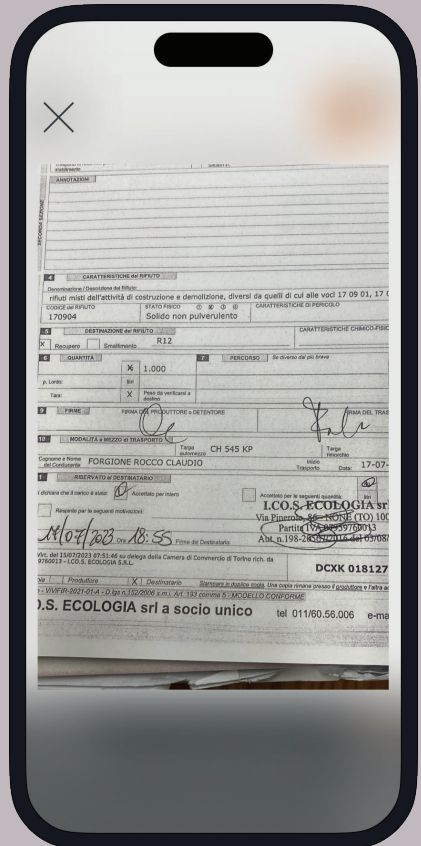 ANNOTAZIONI
SECONDA SEZIONE
4 CARATTERISTICHE del RIFIUTO
Denominazione / Descrizione del Rifiuto:
rifiuti misti dell'attività di costruzione e demolizione, diversi da quelli di cui alle voci 17 09 01, 17
CODICE del RIFIUTO STATO FISICO CARATTERISTICHE DI PERICOLO
170904 Solido non pulverulento
5 DESTINAZIONE del RIFIUTO CARATTERISTICHE CHIMICO-FISIC
X Recupero Smaltimento R12
6 QUANTITÀ 7 PERCORSO Se diverso dal più breve
1.000
p. Lordo: litri
Tara: X Peso da verificarsi a destino
9 FIRME FIRMA DEL PRODUTTORE o DETENTORE FIRMA DEL TRAS
10 MODALITÀ e MEZZO di TRASPORTO Targa automezzo CH 545 KP Targa rimorchio
Cognome e Nome del Conducente FORGIONE ROCCO CLAUDIO Inizio Trasporto Data: 17-07-
1 RISERVATO al DESTINATARIO
i dichiara che il carico è stato: Accettato per intero Accettato per le seguenti quantità: litri
Respinto per le seguenti motivazioni:
I.C.O.S. ECOLOGIA sr
Via Pinerolo, 86 - NONE (TO) 100
Partita IVA
17/07/2023 Ore 18:55 Firma del Destinatario
Virt. del 15/07/2023 07:51:46 su delega della Camera di Commercio di Torino rich. da
9760013 - I.C.O.S. ECOLOGIA S.R.L.
DCXK 018127
Produttore X Destinatario Stampare in duplice copia. Una copia rimane presso il produttore e l'altra
- VIVIFIR-2021-01-A - D.lgs n.152/2006 s.m.i. Art. 193 comma 5 - MODELLO CONFORME
O.S. ECOLOGIA srl a socio unico tel 011/60.56.006 e-ma